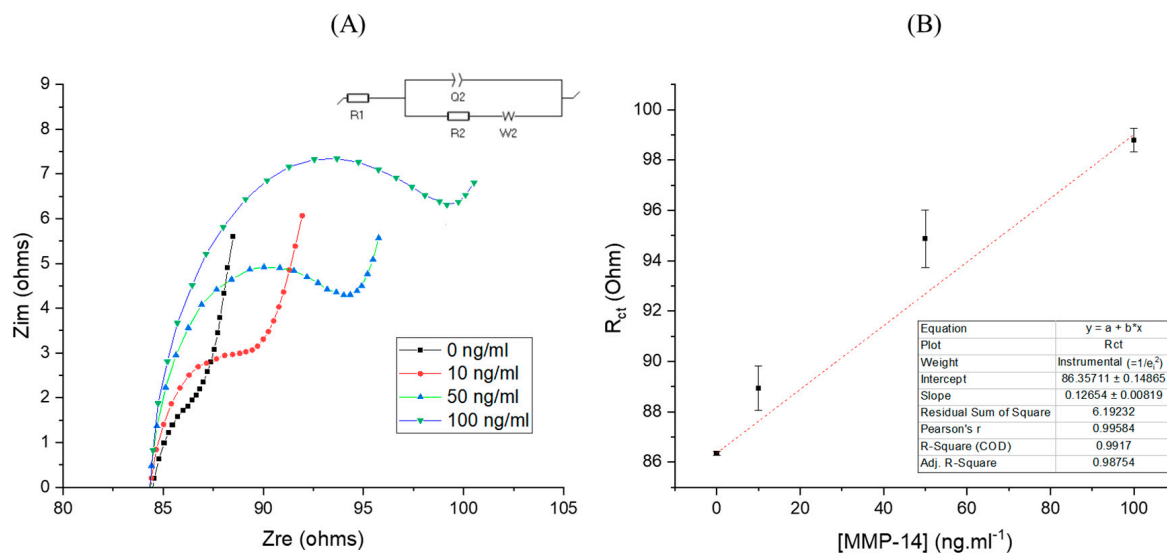 (A)
(B)
9
8
7
6
5
4
3
2
1
0
Zim (ohms)
80
85
90
95
100
105
Zre (ohms)
R1
Q2
R2
W2
0 ng/ml
10 ng/ml
50 ng/ml
100 ng/ml
100
98
96
94
92
90
88
86
Rct (Ohm)
0
20
40
60
80
100
[MMP-14] (ng.ml-1)
Equation y = a + b*x
Plot Rct
Weight Instrumental (=1/ei2)
Intercept 86.35711 ± 0.14865
Slope 0.12654 ± 0.00819
Residual Sum of Square 6.19232
Pearson's r 0.99584
R-Square (COD) 0.9917
Adj. R-Square 0.98754